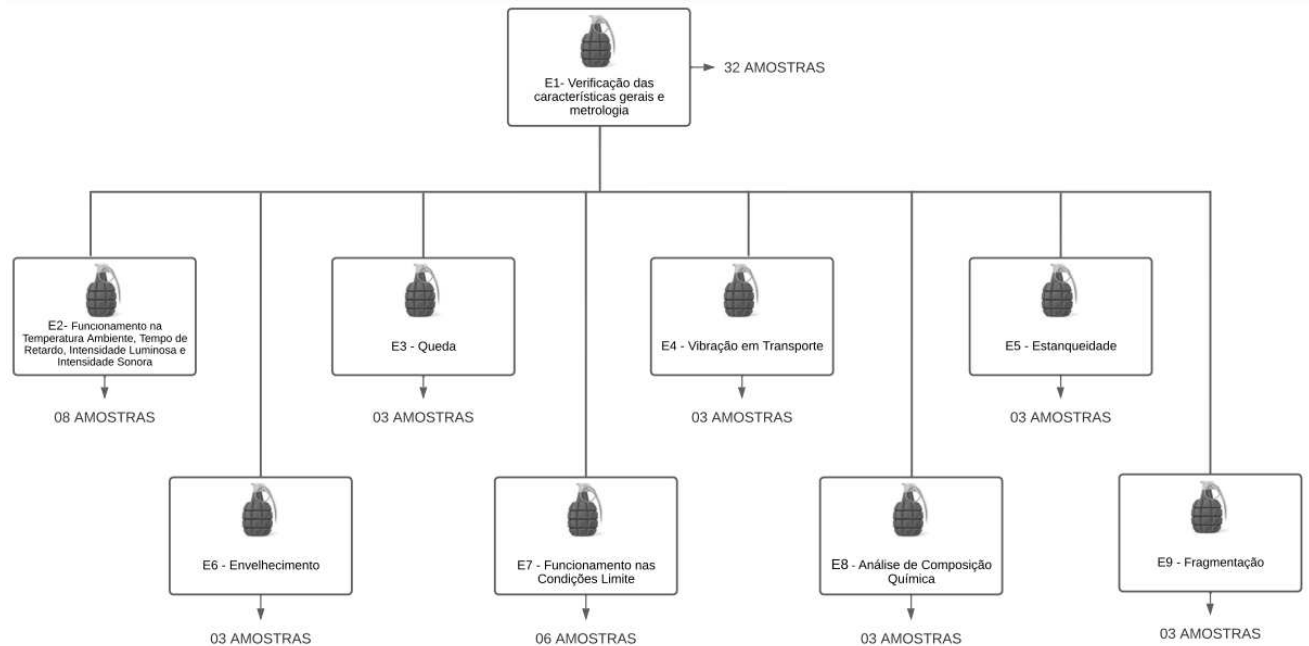 E1- Verificação das
características gerais e
metrologia
32 AMOSTRAS
E2- Funcionamento na
Temperatura Ambiente, Tempo de
Retardo, Intensidade Luminosa e
Intensidade Sonora
08 AMOSTRAS
E3 - Queda
03 AMOSTRAS
E4 - Vibração em Transporte
03 AMOSTRAS
E5 - Estanqueidade
03 AMOSTRAS
E6 - Envelhecimento
03 AMOSTRAS
E7 - Funcionamento nas
Condições Limite
06 AMOSTRAS
E8 - Análise de Composição
Química
03 AMOSTRAS
E9 - Fragmentação
03 AMOSTRAS